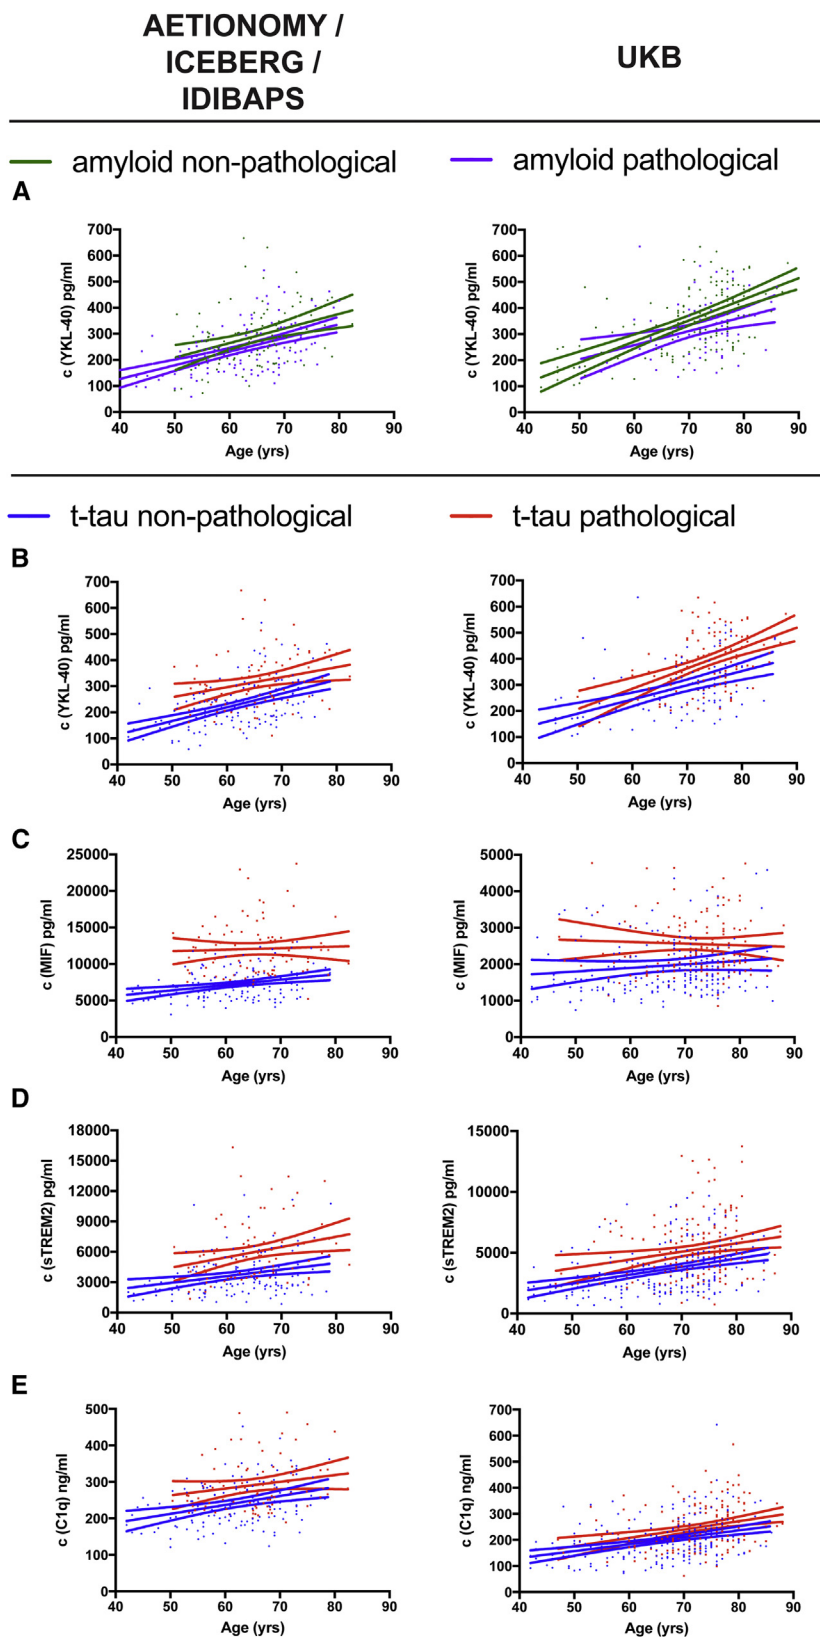 AETIONOMY /
ICEBERG /
IDIBAPS
UKB
amyloid non-pathological
amyloid pathological
A
700
600
500
400
300
200
100
0
c (YKL-40) pg/ml
40 50 60 70 80 90
Age (yrs)
700
600
500
400
300
200
100
0
c (YKL-40) pg/ml
40 50 60 70 80 90
Age (yrs)
t-tau non-pathological
t-tau pathological
B
700
600
500
400
300
200
100
0
c (YKL-40) pg/ml
40 50 60 70 80 90
Age (yrs)
700
600
500
400
300
200
100
0
c (YKL-40) pg/ml
40 50 60 70 80 90
Age (yrs)
C
25000
20000
15000
10000
5000
0
c (MIF) pg/ml
40 50 60 70 80 90
Age (yrs)
5000
4000
3000
2000
1000
0
c (MIF) pg/ml
40 50 60 70 80 90
Age (yrs)
D
18000
15000
12000
9000
6000
3000
0
c (sTREM2) pg/ml
40 50 60 70 80 90
Age (yrs)
15000
10000
5000
0
c (sTREM2) pg/ml
40 50 60 70 80 90
Age (yrs)
E
500
400
300
200
100
0
c (C1q) ng/ml
40 50 60 70 80 90
Age (yrs)
700
600
500
400
300
200
100
0
c (C1q) ng/ml
40 50 60 70 80 90
Age (yrs)